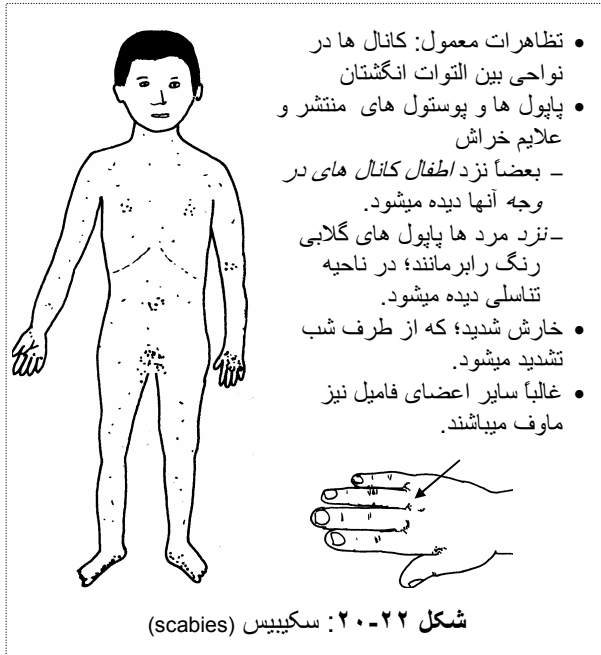 • تظاهرات معمول: کانال ها در
نواحی بین التوات انگشتان
• پاپول ها و پوستول های منتشر و
علایم خراش
- بعضاً نزد اطفال کانال های در
وجه آنها دیده میشود.
- نزد مرد ها پاپول های گلابی
رنگ رابرمانند؛ در ناحیه
تناسلی دیده میشود.
• خارش شدید؛ که از طرف شب
تشدید میشود.
• غالباً سایر اعضای فامیل نیز
ماوف میباشند.
شکل ۲۲-۲۰: سکیبیس (scabies)